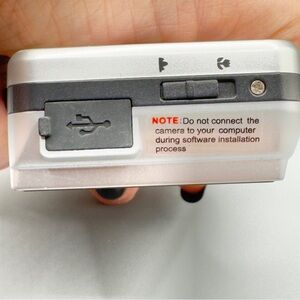 NOTE: Do not connect the
camera to your computer
during software installation
process